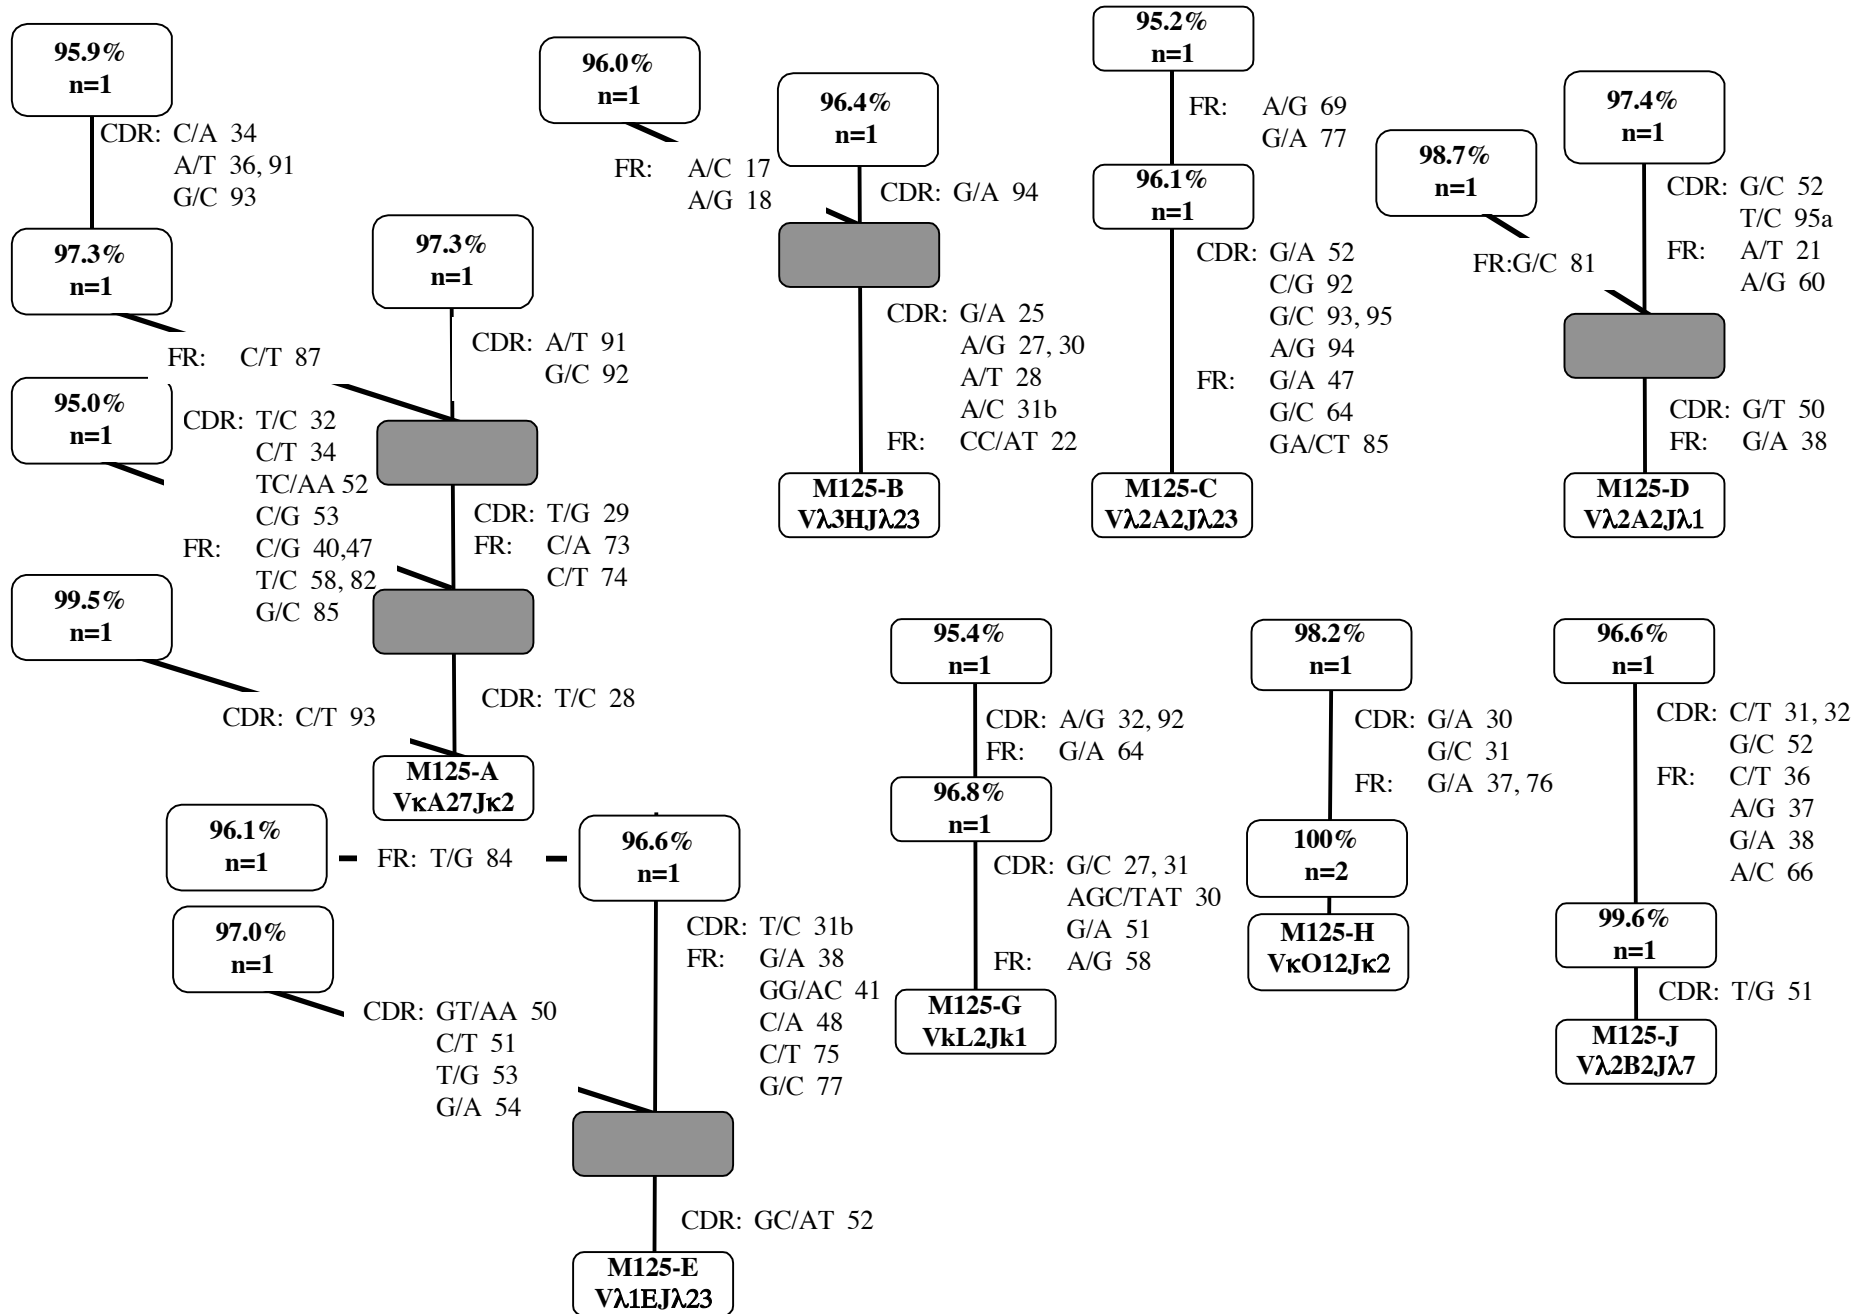 95.9%
n=1
CDR: C/A 34
A/T 36, 91
G/C 93
97.3%
n=1
FR: C/T 87
97.3%
n=1
CDR: A/T 91
G/C 92
95.0%
n=1
CDR: T/C 32
C/T 34
TC/AA 52
C/G 53
FR: C/G 40,47
T/C 58, 82
G/C 85
CDR: T/G 29
FR: C/A 73
C/T 74
99.5%
n=1
CDR: C/T 93
CDR: T/C 28
M125-A
VκA27Jκ2
96.0%
n=1
FR: A/C 17
A/G 18
96.4%
n=1
CDR: G/A 94
CDR: G/A 25
A/G 27, 30
A/T 28
A/C 31b
FR: CC/AT 22
M125-B
Vλ3HJλ23
95.2%
n=1
FR: A/G 69
G/A 77
96.1%
n=1
CDR: G/A 52
C/G 92
G/C 93, 95
A/G 94
FR: G/A 47
G/C 64
GA/CT 85
M125-C
Vλ2A2Jλ23
98.7%
n=1
FR:G/C 81
97.4%
n=1
CDR: G/C 52
T/C 95a
FR: A/T 21
A/G 60
CDR: G/T 50
FR: G/A 38
M125-D
Vλ2A2Jλ1
96.1%
n=1
FR: T/G 84
96.6%
n=1
97.0%
n=1
CDR: GT/AA 50
C/T 51
T/G 53
G/A 54
CDR: T/C 31b
FR: G/A 38
GG/AC 41
C/A 48
C/T 75
G/C 77
CDR: GC/AT 52
M125-E
Vλ1EJλ23
95.4%
n=1
CDR: A/G 32, 92
FR: G/A 64
96.8%
n=1
CDR: G/C 27, 31
AGC/TAT 30
G/A 51
FR: A/G 58
M125-G
VkL2Jk1
98.2%
n=1
CDR: G/A 30
G/C 31
FR: G/A 37, 76
100%
n=2
M125-H
VκO12Jκ2
96.6%
n=1
CDR: C/T 31, 32
G/C 52
FR: C/T 36
A/G 37
G/A 38
A/C 66
99.6%
n=1
CDR: T/G 51
M125-J
Vλ2B2Jλ7